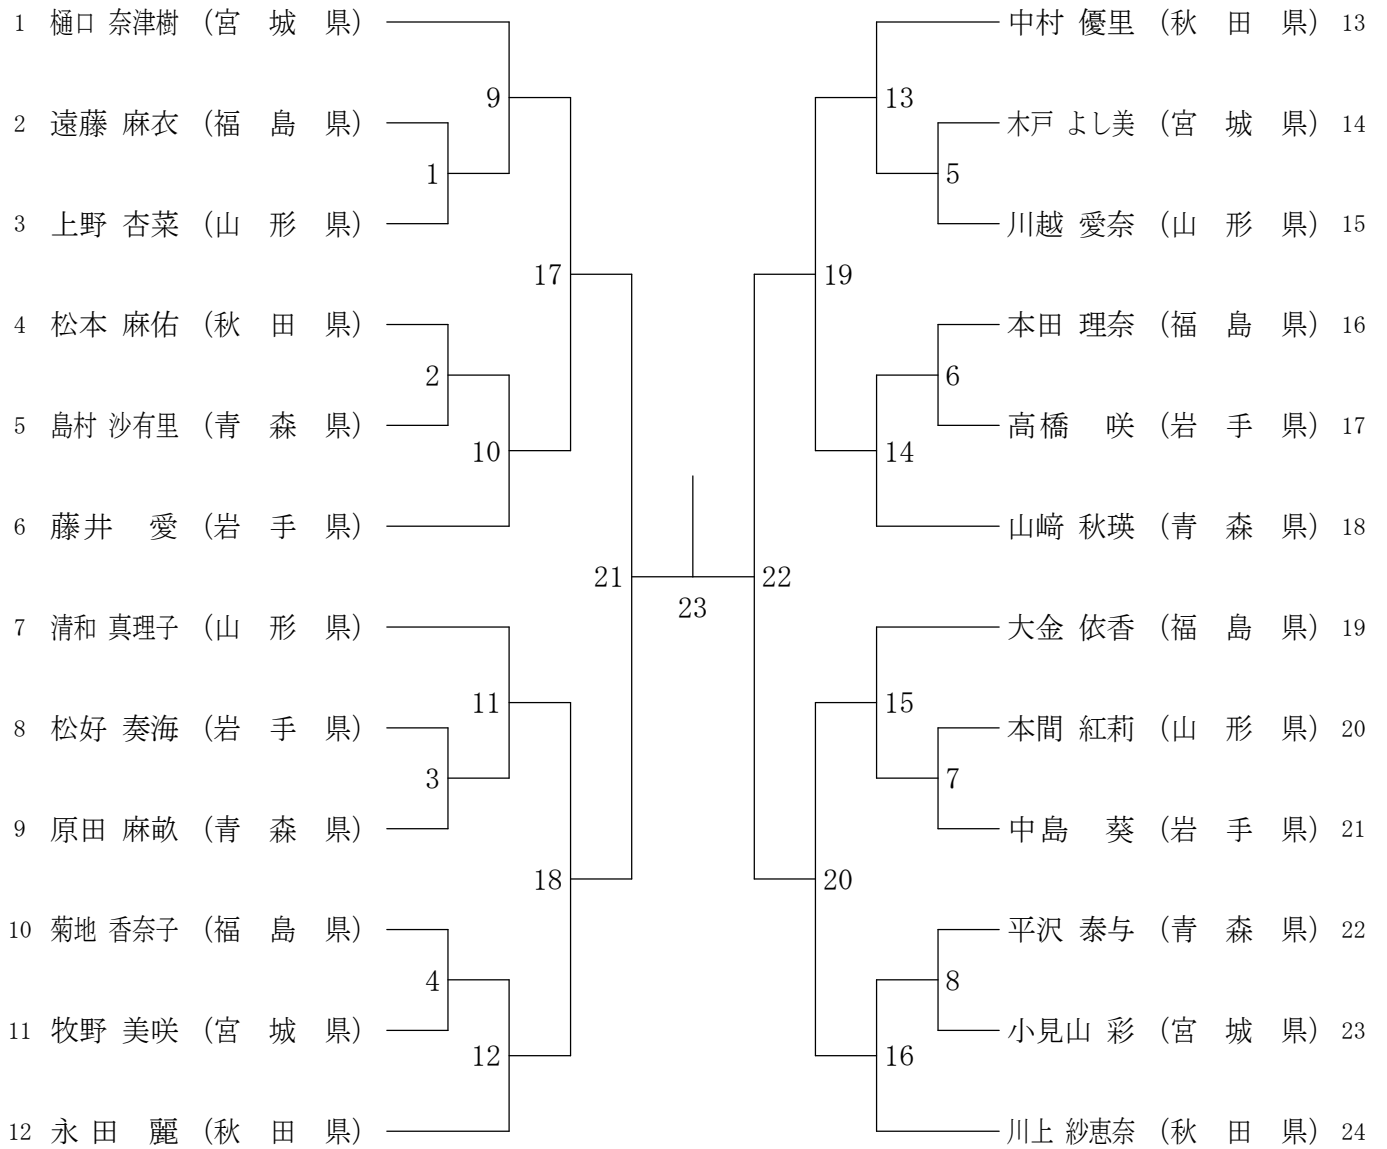 1 樋口 奈津樹 (宮 城 県)
2 遠藤 麻衣 (福 島 県)
3 上野 杏菜 (山 形 県)
4 松本 麻佑 (秋 田 県)
5 島村 沙有里 (青 森 県)
6 藤井 愛 (岩 手 県)
7 清和 真理子 (山 形 県)
8 松好 奏海 (岩 手 県)
9 原田 麻畝 (青 森 県)
10 菊地 香奈子 (福 島 県)
11 牧野 美咲 (宮 城 県)
12 永田 麗 (秋 田 県)
9
1
17
2
10
21
11
3
18
4
12
23
13
5
19
6
14
22
15
7
20
8
16
中村 優里 (秋 田 県) 13
木戸 よし美 (宮 城 県) 14
川越 愛奈 (山 形 県) 15
本田 理奈 (福 島 県) 16
高橋 咲 (岩 手 県) 17
山﨑 秋瑛 (青 森 県) 18
大金 依香 (福 島 県) 19
本間 紅莉 (山 形 県) 20
中島 葵 (岩 手 県) 21
平沢 泰与 (青 森 県) 22
小見山 彩 (宮 城 県) 23
川上 紗恵奈 (秋 田 県) 24